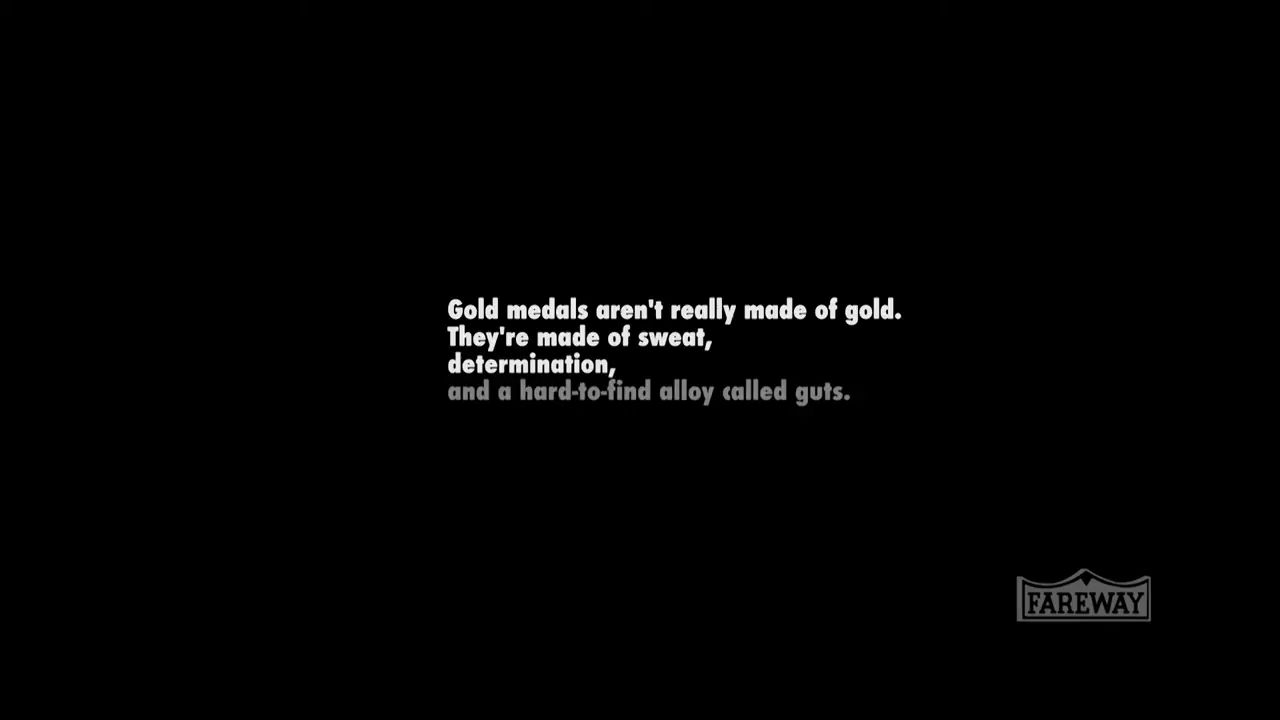 Gold medals aren't really made of gold.
They're made of sweat,
determination,
and a hard-to-find alloy called guts.
FAREWAY